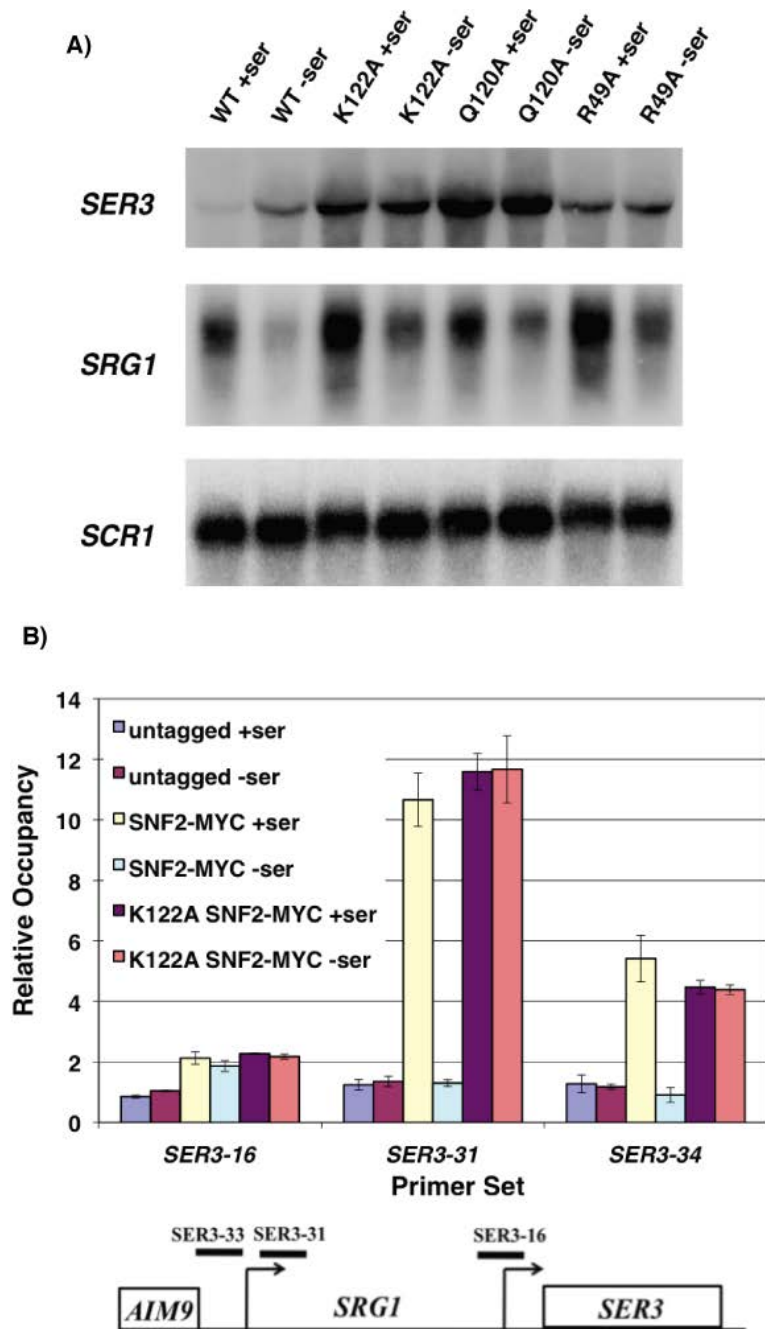 A)
WT +ser
WT -ser
K122A +ser
K122A -ser
Q120A +ser
Q120A -ser
R49A +ser
R49A -ser
SER3
SRG1
SCR1
B)
14
12
10
8
6
4
2
0
Relative Occupancy
untagged +ser
untagged -ser
SNF2-MYC +ser
SNF2-MYC -ser
K122A SNF2-MYC +ser
K122A SNF2-MYC -ser
SER3-16
SER3-31
SER3-34
Primer Set
SER3-33
SER3-31
SER3-16
AIM9
SRG1
SER3